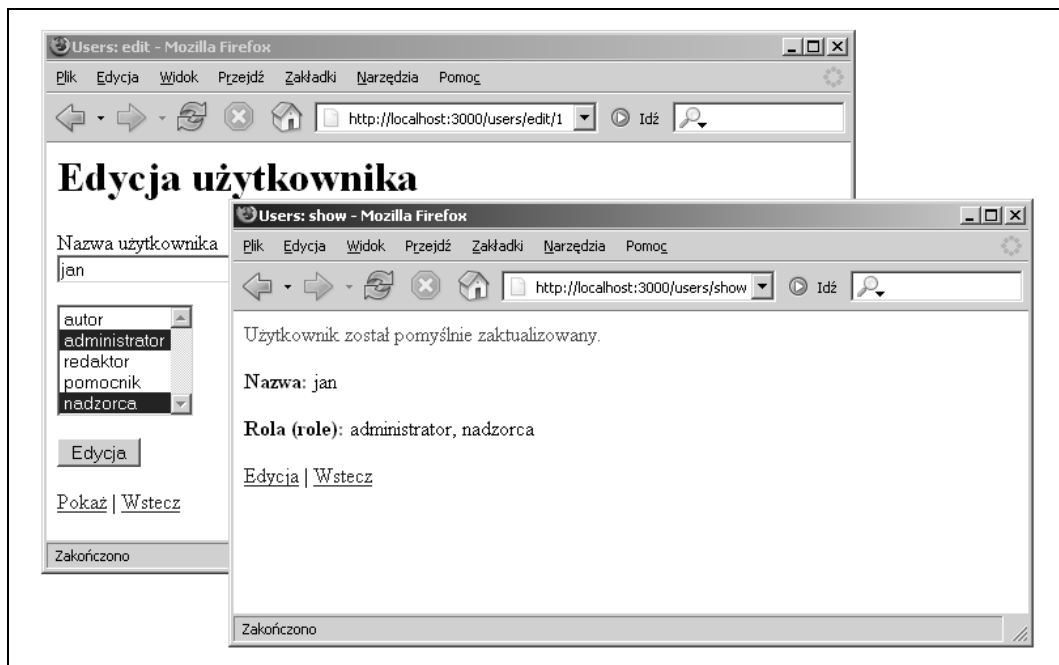 Users: edit - Mozilla Firefox
Plik Edycja Widok Przejdź Zakładki Narzędzia Pomoc
http://localhost:3000/users/edit/1 Idź
Edycja użytkownika
Nazwa użytkownika
jan
autor
administrator
redaktor
pomocnik
nadzorca
Edycja
Pokaż | Wstecz
Zakończono
Users: show - Mozilla Firefox
Plik Edycja Widok Przejdź Zakładki Narzędzia Pomoc
http://localhost:3000/users/show Idź
Użytkownik został pomyślnie zaktualizowany.
Nazwa: jan
Rola (role): administrator, nadzorca
Edycja | Wstecz
Zakończono